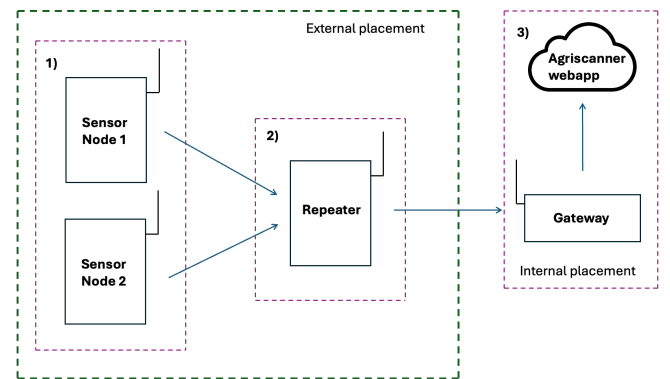 External placement
1)
Sensor
Node 1
Sensor
Node 2
2)
Repeater
3)
Agriscanner
webapp
Gateway
Internal placement